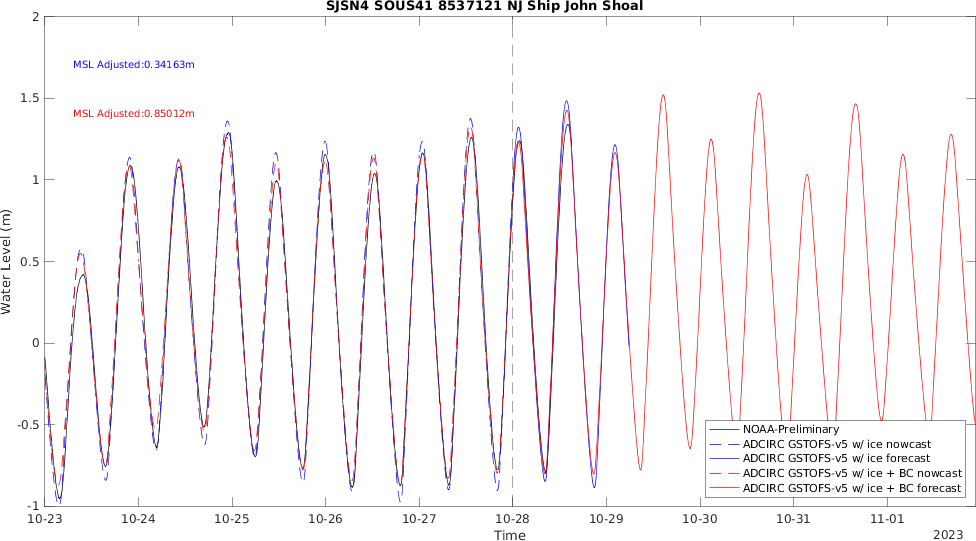 SJSN4 SOUS41 8537121 NJ Ship John Shoal
2
1.5
1
0.5
0
-0.5
-1
Water Level (m)
MSL Adjusted:0.34163m
MSL Adjusted:0.85012m
NOAA-Preliminary
ADCIRC GSTOFS-v5 w/ ice nowcast
ADCIRC GSTOFS-v5 w/ ice forecast
ADCIRC GSTOFS-v5 w/ ice + BC nowcast
ADCIRC GSTOFS-v5 w/ ice + BC forecast
10-23 10-24 10-25 10-26 10-27 10-28 10-29 10-30 10-31 11-01
Time
2023